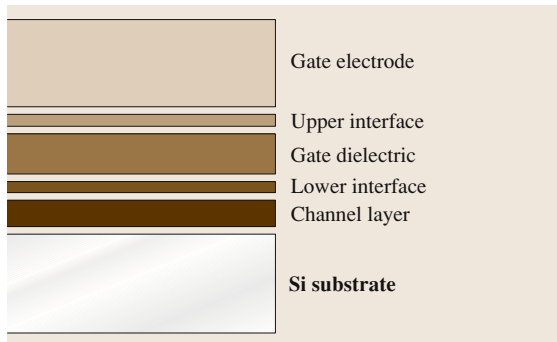 Gate electrode
Upper interface
Gate dielectric
Lower interface
Channel layer
Si substrate